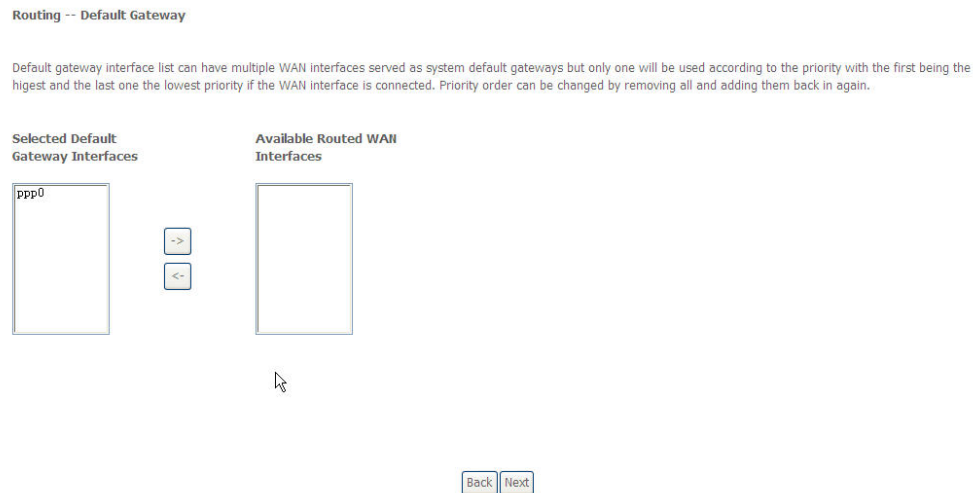 Routing -- Default Gateway
Default gateway interface list can have multiple WAN interfaces served as system default gateways but only one will be used according to the priority with the first being the
higest and the last one the lowest priority if the WAN interface is connected. Priority order can be changed by removing all and adding them back in again.
Selected Default
Gateway Interfaces
Available Routed WAN
Interfaces
ppp0
->
<-
Back Next